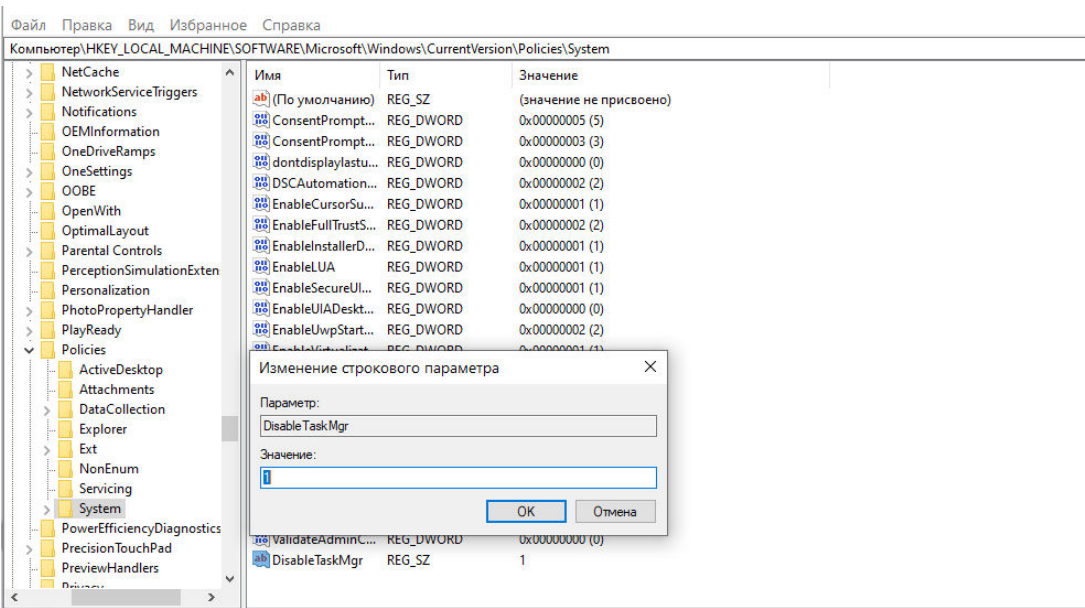 Файл Правка Вид Избранное Справка
Компьютер\HKEY_LOCAL_MACHINE\SOFTWARE\Microsoft\Windows\CurrentVersion\Policies\System
NetCache
NetworkServiceTriggers
Notifications
OEMInformation
OneDriveRamps
OneSettings
OOBE
OpenWith
OptimalLayout
Parental Controls
PerceptionSimulationExten
Personalization
PhotoPropertyHandler
PlayReady
Policies
ActiveDesktop
Attachments
DataCollection
Explorer
Ext
NonEnum
Servicing
System
PowerEfficiencyDiagnostics
PrecisionTouchPad
PreviewHandlers
Privacy
Имя Тип Значение
(По умолчанию) REG_SZ (значение не присвоено)
ConsentPrompt... REG_DWORD 0x00000005 (5)
ConsentPrompt... REG_DWORD 0x00000003 (3)
dontdisplaylastu... REG_DWORD 0x00000000 (0)
DSCAutomation... REG_DWORD 0x00000002 (2)
EnableCursorSu... REG_DWORD 0x00000001 (1)
EnableFullTrustS... REG_DWORD 0x00000002 (2)
EnableInstallerD... REG_DWORD 0x00000001 (1)
EnableLUA REG_DWORD 0x00000001 (1)
EnableSecureUI... REG_DWORD 0x00000001 (1)
EnableUIADeskt... REG_DWORD 0x00000000 (0)
EnableUwpStart... REG_DWORD 0x00000002 (2)
EnableVirtualizat... REG_DWORD 0x00000001 (1)
Изменение строкового параметра
Параметр:
DisableTaskMgr
Значение:
1
OK Отмена
ValidateAdminC... REG_DWORD 0x00000000 (0)
DisableTaskMgr REG_SZ 1